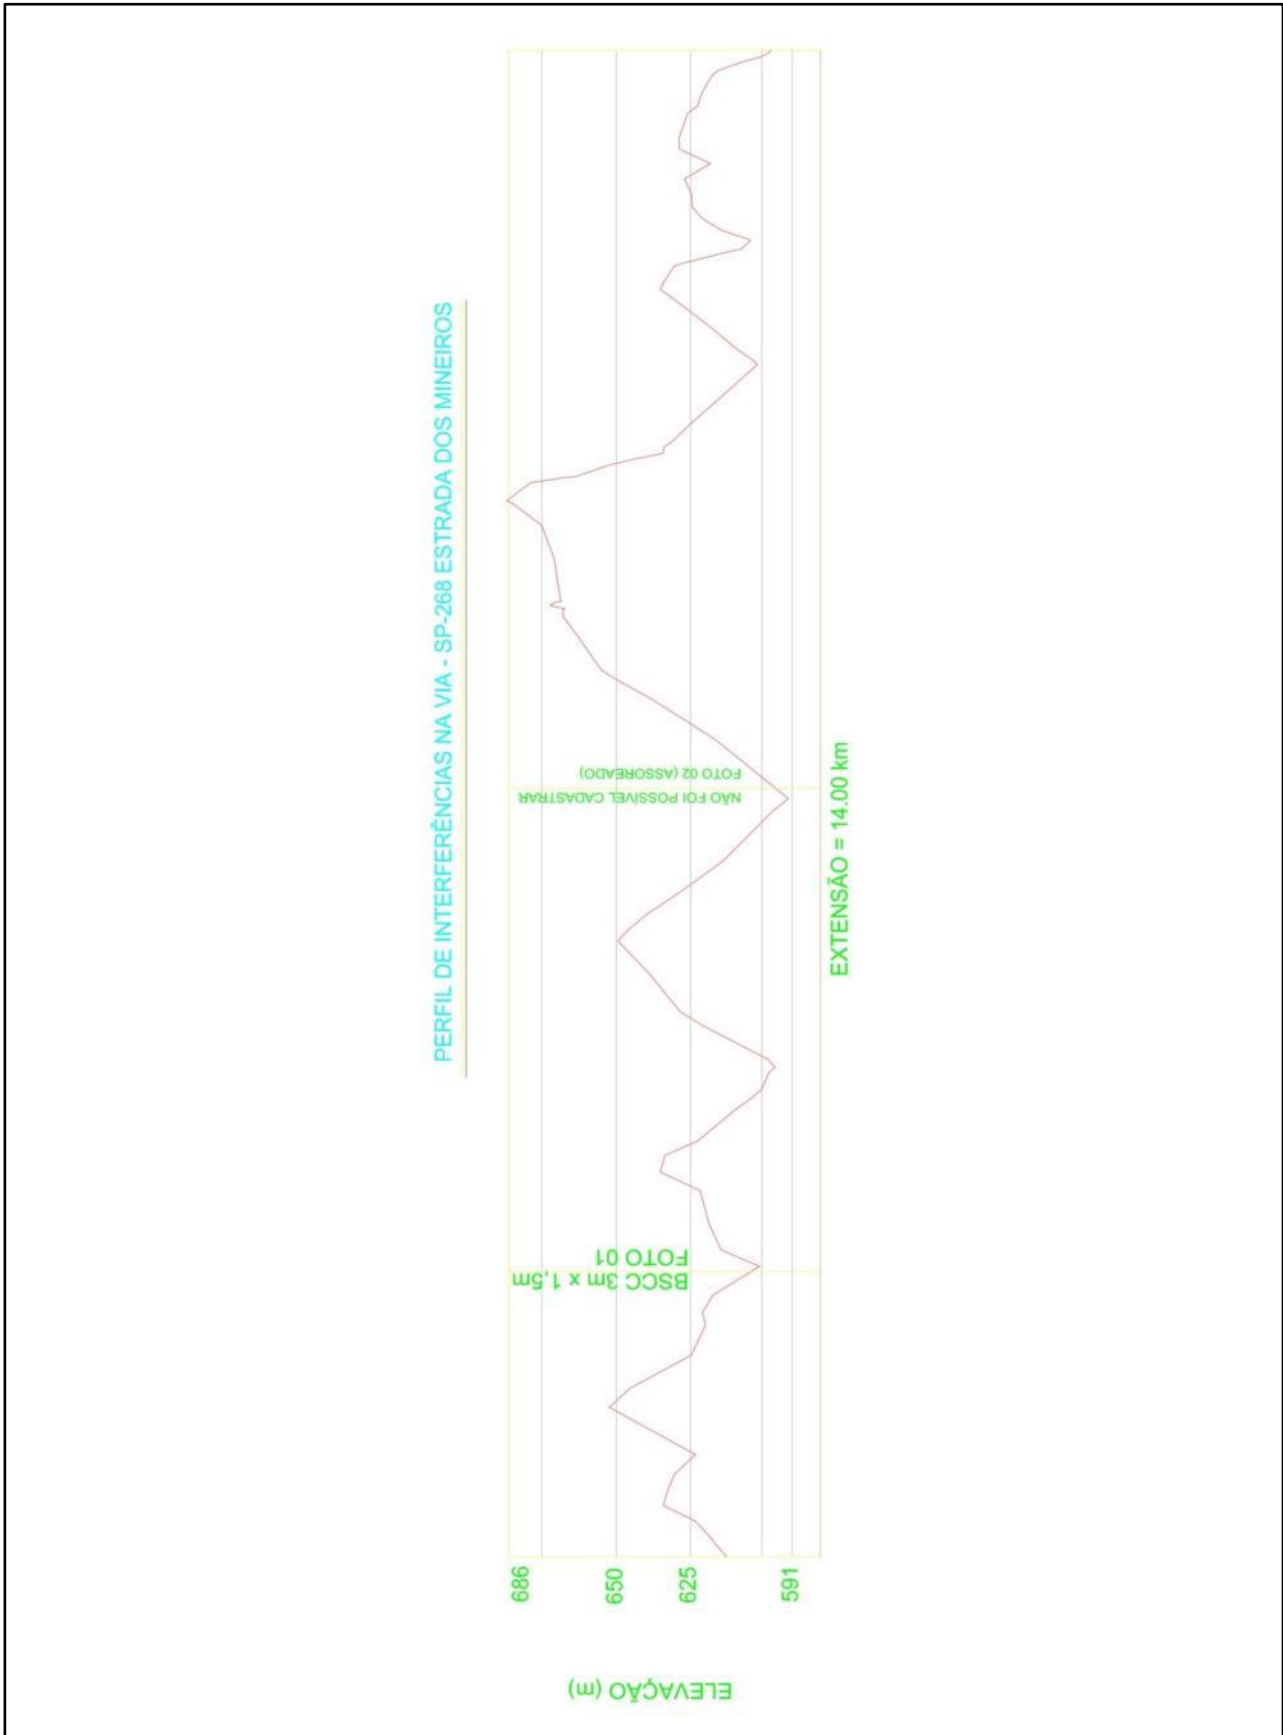 PERFIL DE INTERFERÊNCIAS NA VIA - SP-268 ESTRADA DOS MINEIROS
ELEVAÇÃO (m)
686
650
625
591
BSCC 3m x 1,5m
FOTO 01
NÃO FOI POSSÍVEL CADASTRAR
FOTO 02 (ASSOREADO)
EXTENSÃO = 14.00 km